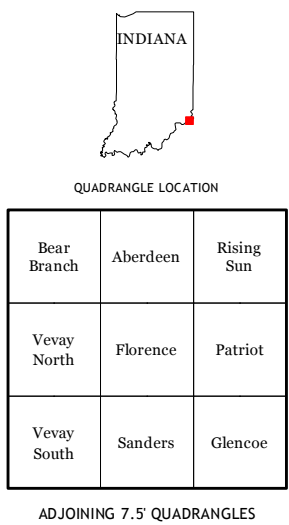 INDIANA
QUADRANGLE LOCATION
Bear
Branch
Aberdeen
Rising
Sun
Vevay
North
Florence
Patriot
Vevay
South
Sanders
Glencoe
ADJOINING 7.5' QUADRANGLES